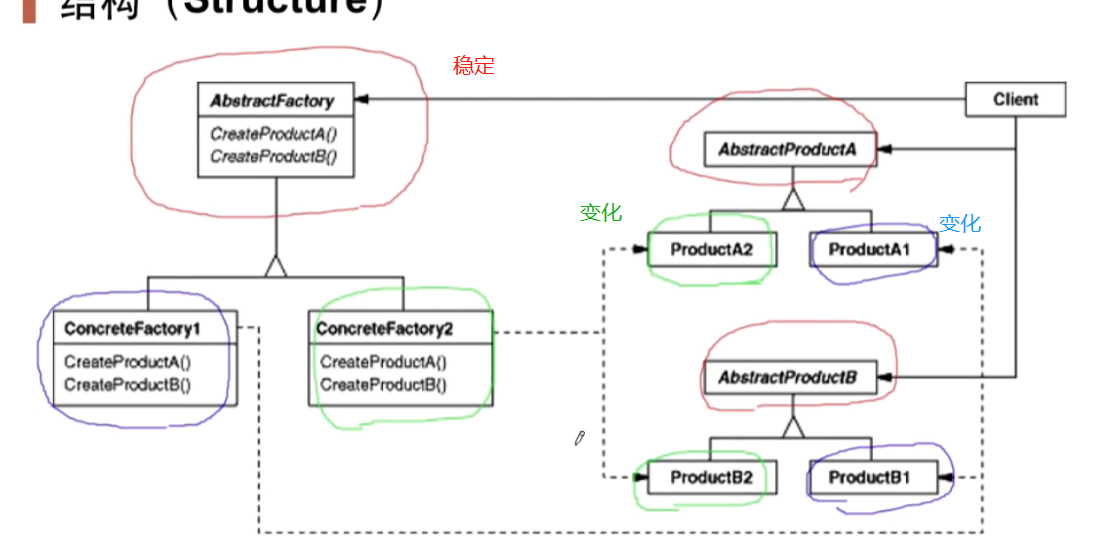 结构（Structure）
稳定
AbstractFactory
CreateProductA()
CreateProductB()
Client
AbstractProductA
变化
变化
ProductA2
ProductA1
ConcreteFactory1
CreateProductA()
CreateProductB()
ConcreteFactory2
CreateProductA()
CreateProductB()
AbstractProductB
ProductB2
ProductB1